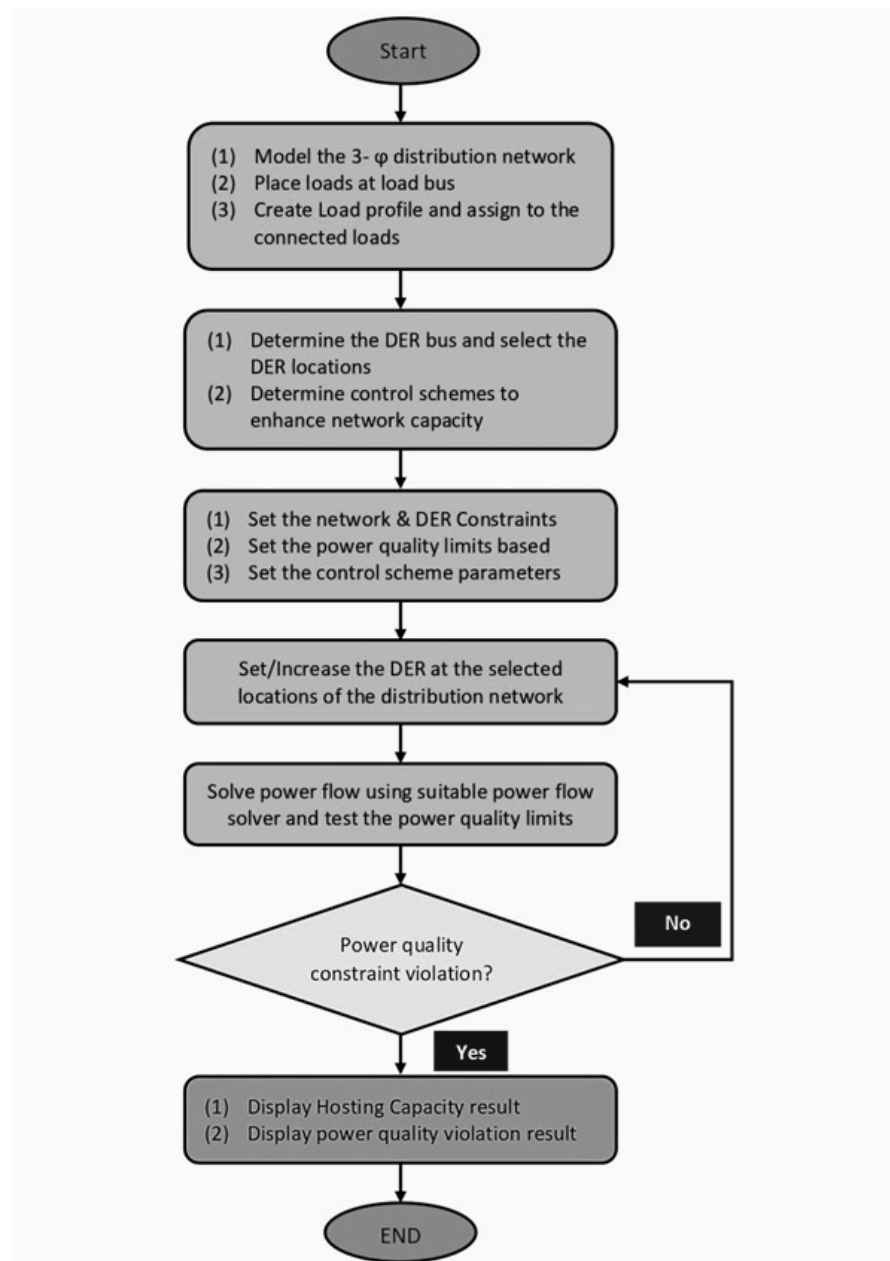 Start
(1) Model the 3- φ distribution network
(2) Place loads at load bus
(3) Create Load profile and assign to the
connected loads
(1) Determine the DER bus and select the
DER locations
(2) Determine control schemes to
enhance network capacity
(1) Set the network & DER Constraints
(2) Set the power quality limits based
(3) Set the control scheme parameters
Set/Increase the DER at the selected
locations of the distribution network
Solve power flow using suitable power flow
solver and test the power quality limits
Power quality
constraint violation?
No
Yes
(1) Display Hosting Capacity result
(2) Display power quality violation result
END